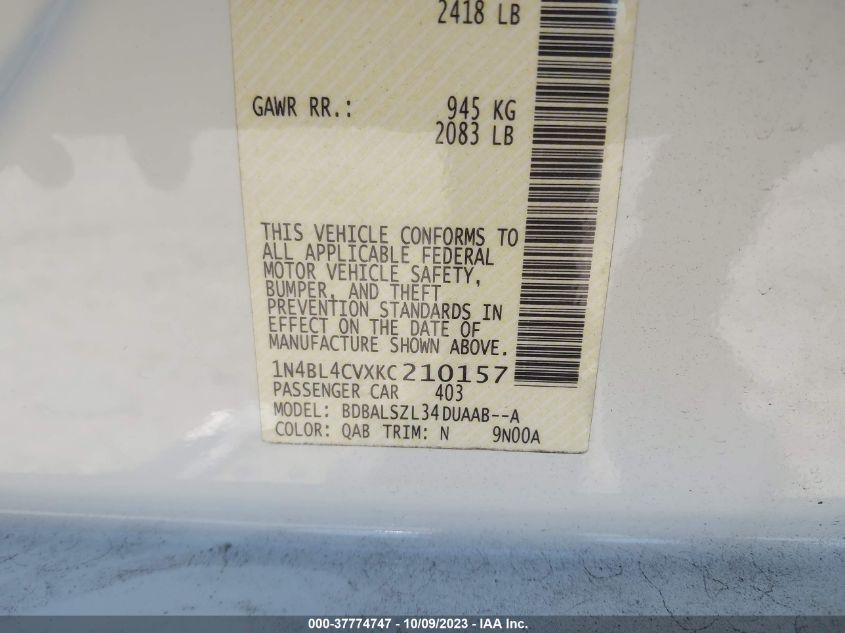 2418 LB
GAWR RR.: 945 KG
2083 LB
THIS VEHICLE CONFORMS TO
ALL APPLICABLE FEDERAL
MOTOR VEHICLE SAFETY,
BUMPER, AND THEFT
PREVENTION STANDARDS IN
EFFECT ON THE DATE OF
MANUFACTURE SHOWN ABOVE.
1N4BL4CVXKC210157
PASSENGER CAR 403
MODEL: BDBALSZL34DUAAB--A
COLOR: QAB TRIM: N 9N00A
000-37774747 - 10/09/2023 - IAA Inc.